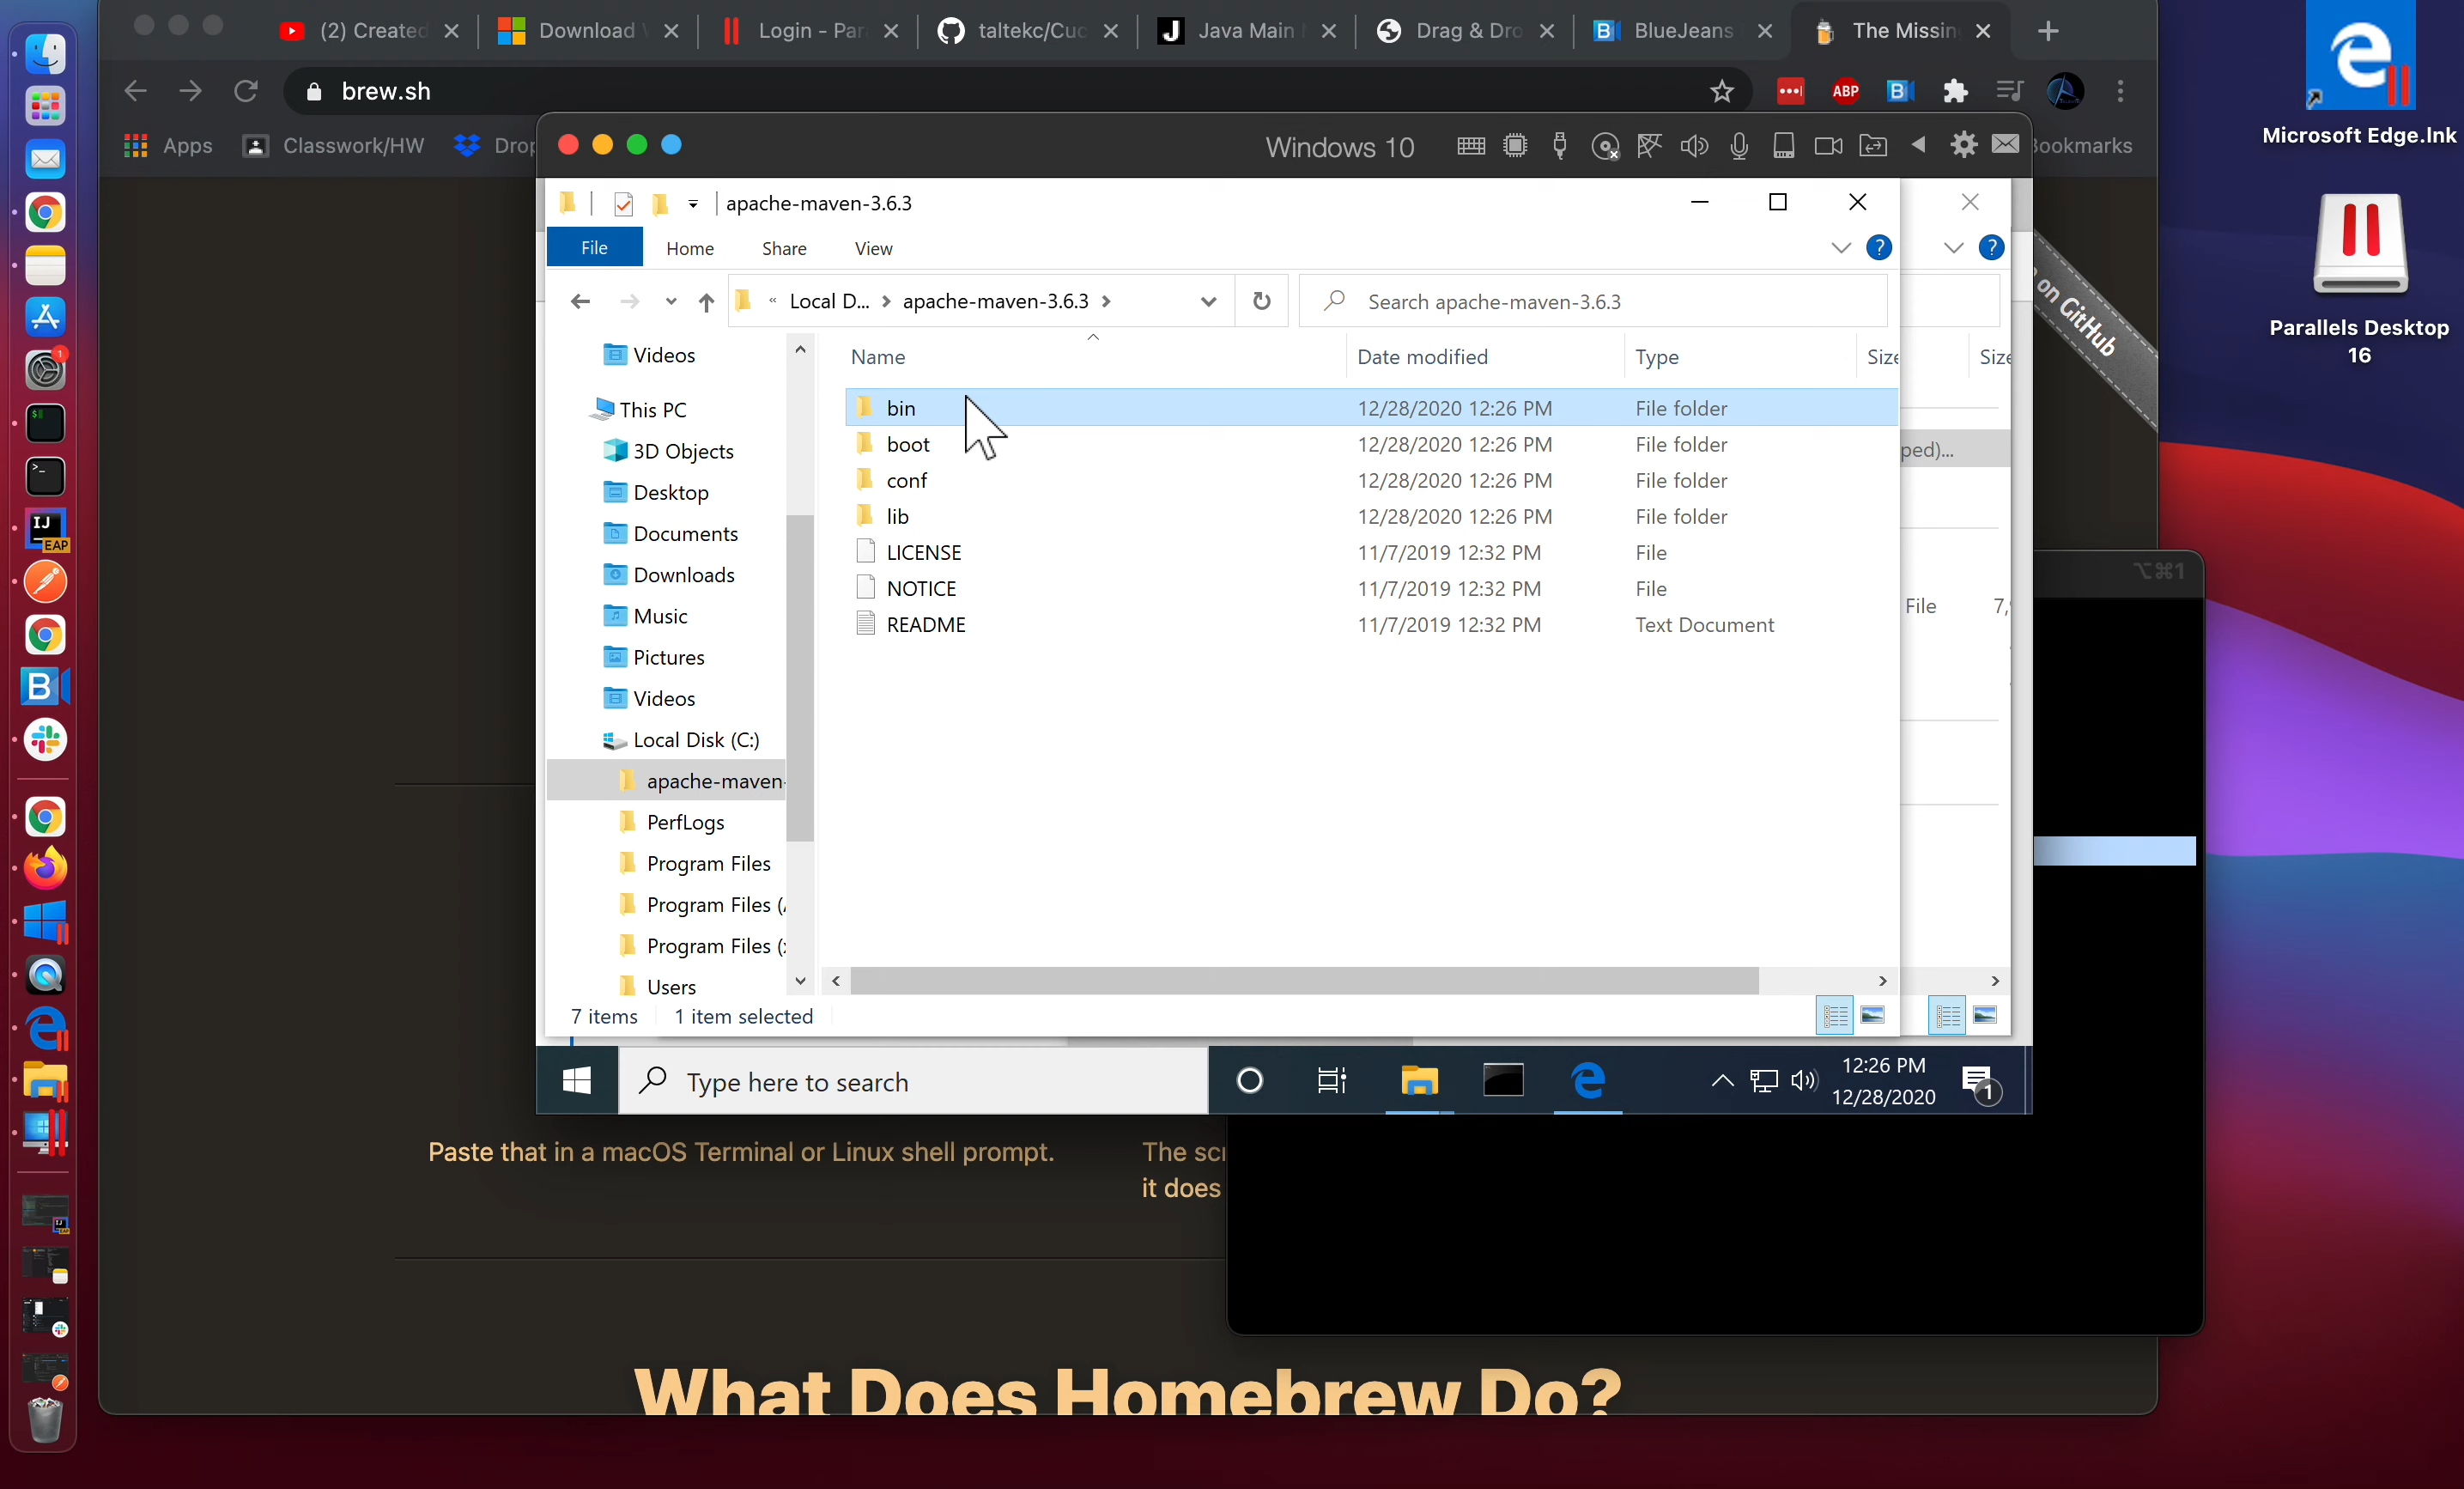 (2) Created
Download
Login - Par
taltekc/Cuc
Java Main
Drag & Dro
BlueJeans
The Missin
brew.sh
ABP
Apps
Classwork/HW
Drop
Bookmarks
Windows 10
apache-maven-3.6.3
File
Home
Share
View
Local D...
apache-maven-3.6.3
Search apache-maven-3.6.3
Name
Date modified
Type
Size
Size
bin 12/28/2020 12:26 PM File folder
boot 12/28/2020 12:26 PM File folder
conf 12/28/2020 12:26 PM File folder
lib 12/28/2020 12:26 PM File folder
LICENSE 11/7/2019 12:32 PM File
NOTICE 11/7/2019 12:32 PM File
README 11/7/2019 12:32 PM Text Document
Videos
This PC
3D Objects
Desktop
Documents
Downloads
Music
Pictures
Videos
Local Disk (C:)
apache-maven-
PerfLogs
Program Files
Program Files (
Program Files (
Users
7 items
1 item selected
ped)...
File
7,
on GitHub
⌥⌘1
Type here to search
12:26 PM
12/28/2020
1
Paste that in a macOS Terminal or Linux shell prompt.
The scr
it does
What Does Homebrew Do?
Microsoft Edge.lnk
Parallels Desktop
16
1
IJ
EAP
B